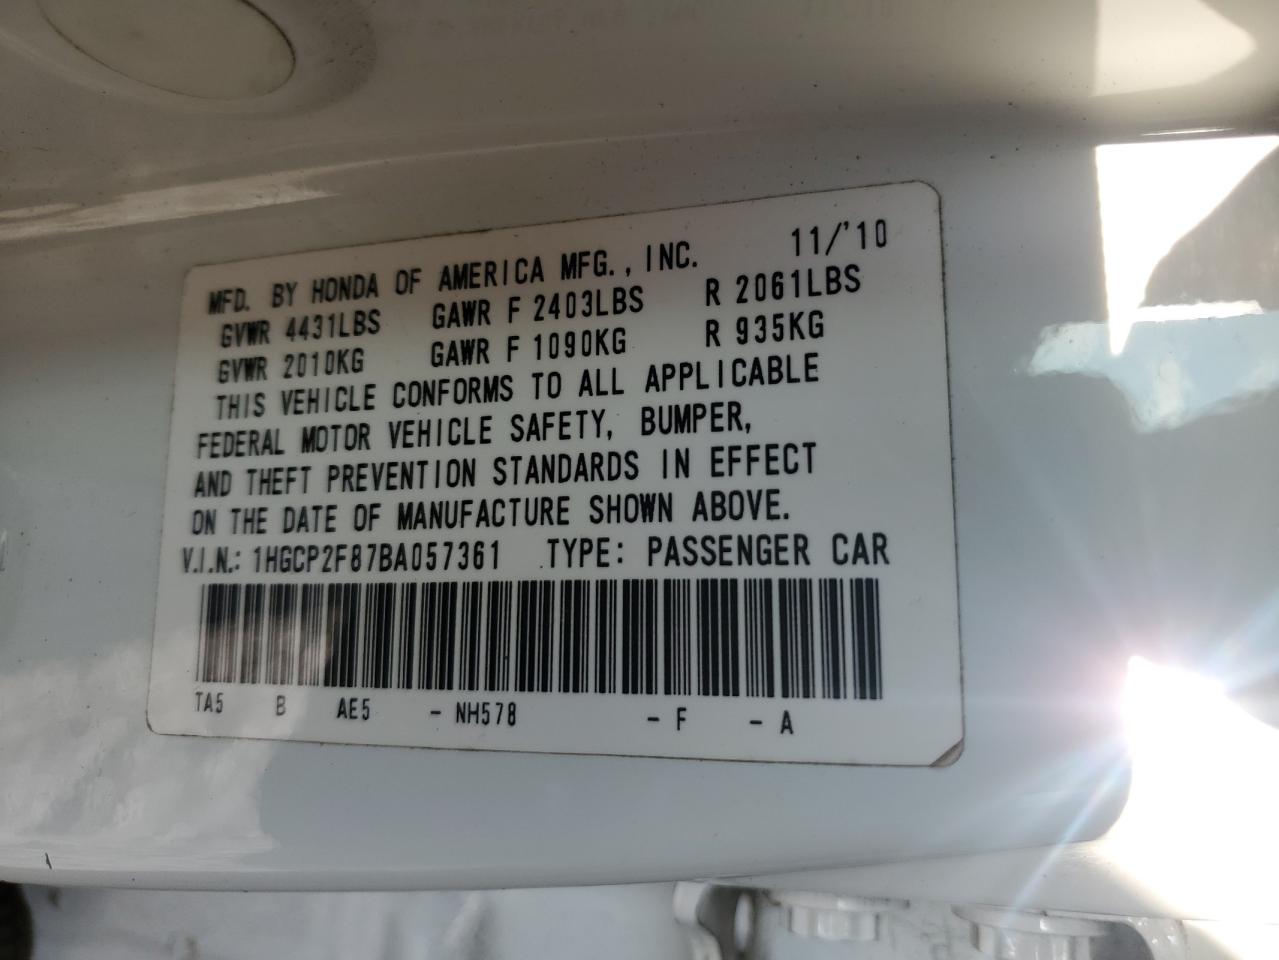 MFD. BY HONDA OF AMERICA MFG., INC. 11/'10
GVWR 4431LBS GAWR F 2403LBS R 2061LBS
GVWR 2010KG GAWR F 1090KG R 935KG
THIS VEHICLE CONFORMS TO ALL APPLICABLE
FEDERAL MOTOR VEHICLE SAFETY, BUMPER,
AND THEFT PREVENTION STANDARDS IN EFFECT
ON THE DATE OF MANUFACTURE SHOWN ABOVE.
V.I.N.: 1HGCP2F87BA057361 TYPE: PASSENGER CAR
TA5 B AE5 - NH578 - F - A